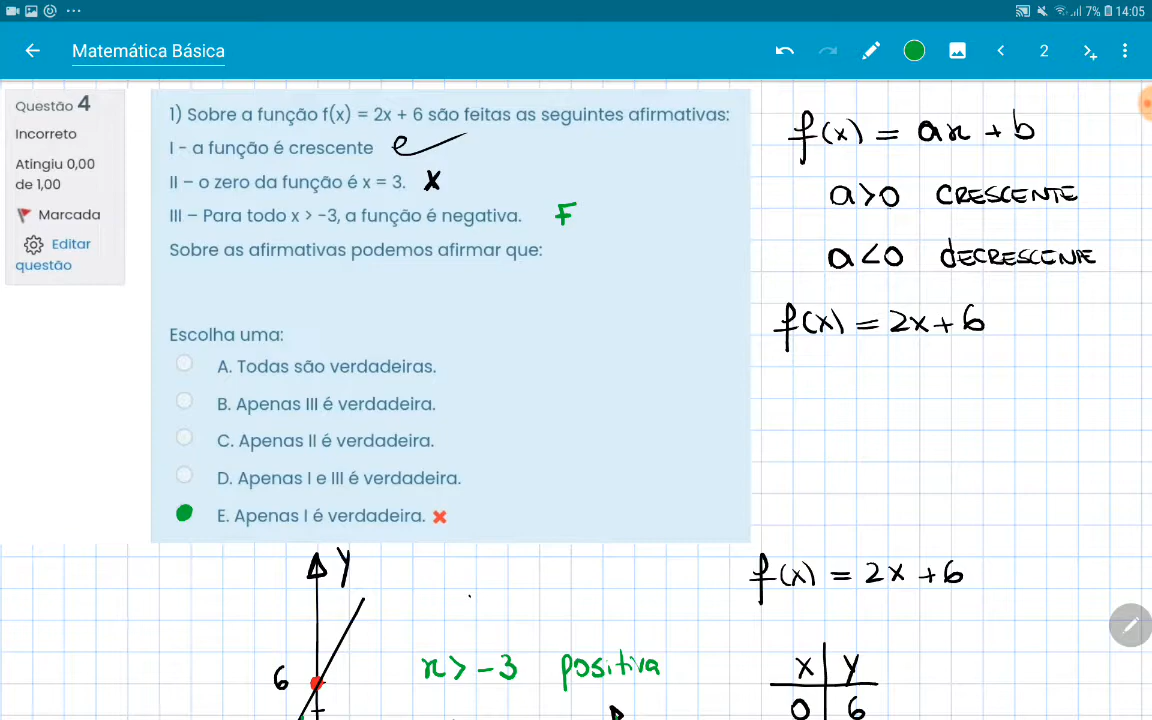 7% 14:05
Matemática Básica
2
Questão 4
Incorreto
Atingiu 0,00
de 1,00
Marcada
Editar
questão
1) Sobre a função f(x) = 2x + 6 são feitas as seguintes afirmativas:
I - a função é crescente
II – o zero da função é x = 3. X
III – Para todo x > -3, a função é negativa. F
Sobre as afirmativas podemos afirmar que:
Escolha uma:
A. Todas são verdadeiras.
B. Apenas III é verdadeira.
C. Apenas II é verdadeira.
D. Apenas I e III é verdadeira.
E. Apenas I é verdadeira.
f(x) = ax + b
a>0 CRESCENTE
a<0 DECRESCENTE
f(x) = 2x + 6
y
6
x > -3 positiva
f(x) = 2x + 6
x y
0 6